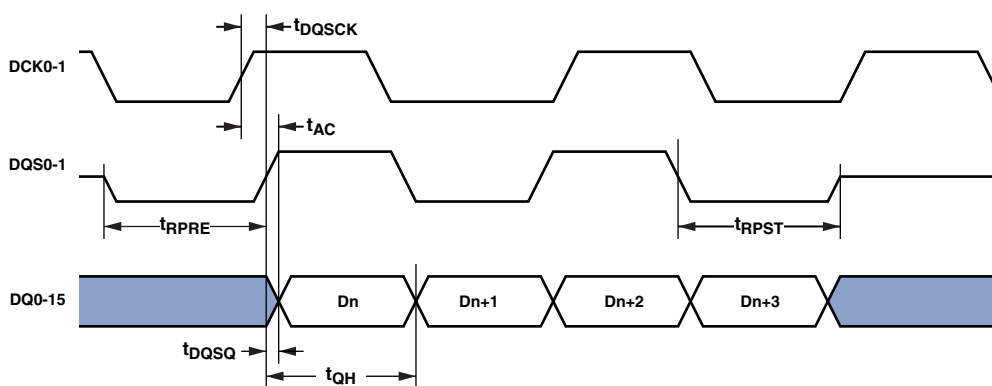 tDQSCK
DCK0-1
tAC
DQS0-1
tRPRE
tRPST
DQ0-15
Dn
Dn+1
Dn+2
Dn+3
tDQSQ
tQH